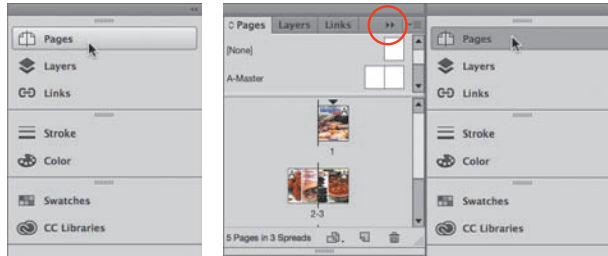 Pages
Layers
Links
Stroke
Color
Swatches
CC Libraries
Pages Layers Links
[None]
A-Master
1
2-3
5 Pages in 3 Spreads
Pages
Layers
Links
Stroke
Color
Swatches
CC Libraries